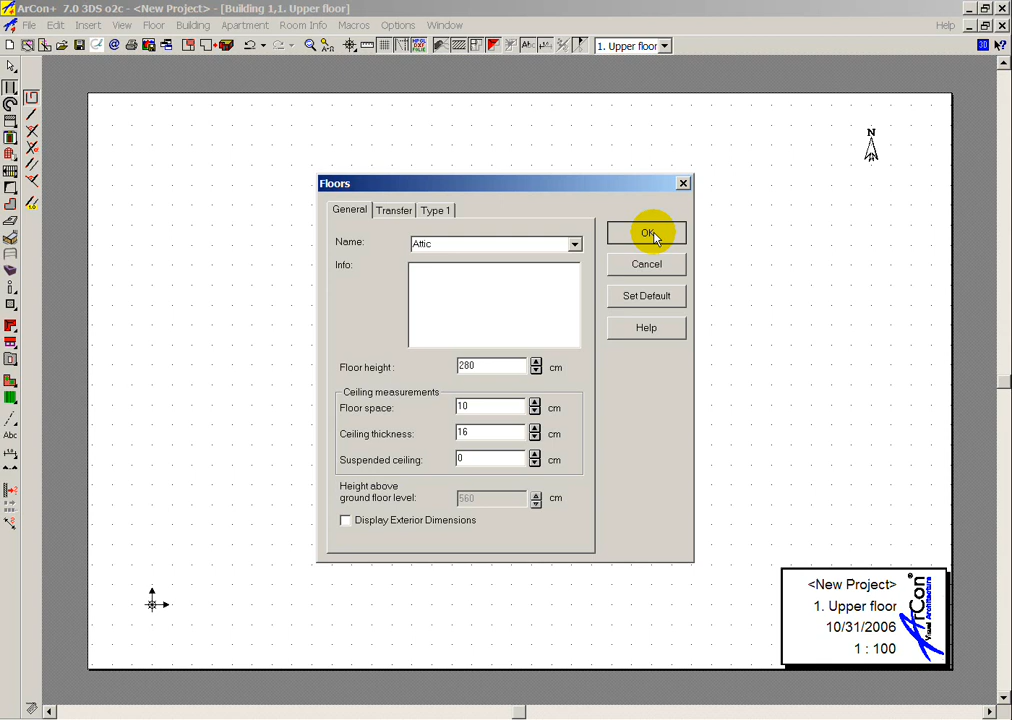 ArCon+ 7.0 3DS o2c - <New Project> - [Building 1,1. Upper floor]
File Edit Insert View Floor Building Apartment Room Info Macros Options Window Help
1. Upper floor
3D
N
Floors
General Transfer Type 1
Name: Attic
OK
Info:
Cancel
Set Default
Help
Floor height: 280 cm
Ceiling measurements
Floor space: 10 cm
Ceiling thickness: 16 cm
Suspended ceiling: 0 cm
Height above
ground floor level: 560 cm
Display Exterior Dimensions
Abc
<New Project>
1. Upper floor
10/31/2006
1 : 100
ArCon
Visual Architecture